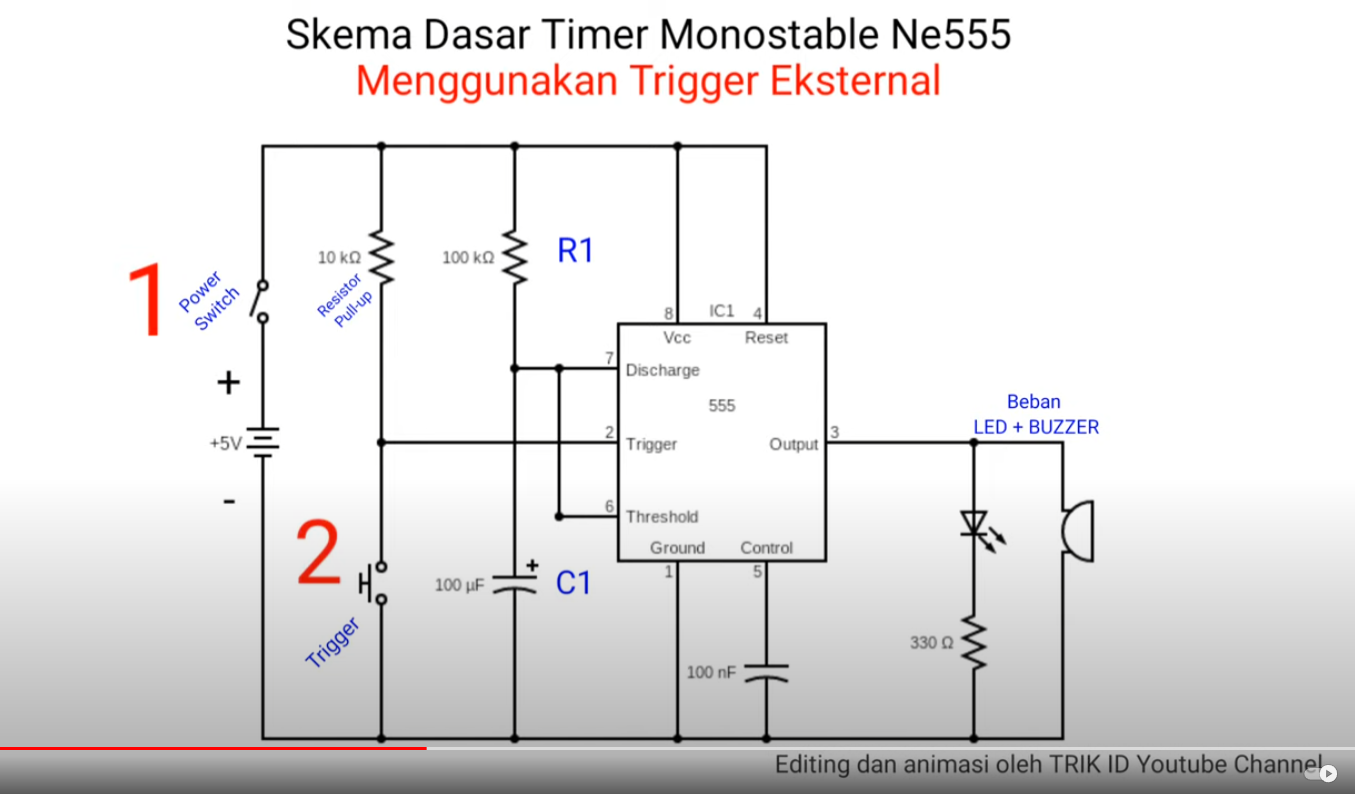 Skema Dasar Timer Monostable Ne555
Menggunakan Trigger Eksternal
1
Power
Switch
10 kΩ
Resistor
Pull-up
100 kΩ
R1
8
IC1
4
Vcc
Reset
7
Discharge
555
+
+5V
-
2
Trigger
Output
3
Beban
LED + BUZZER
6
Threshold
Ground
Control
1
5
2
Trigger
100 µF
+
C1
100 nF
330 Ω
Editing dan animasi oleh TRIK ID Youtube Channel